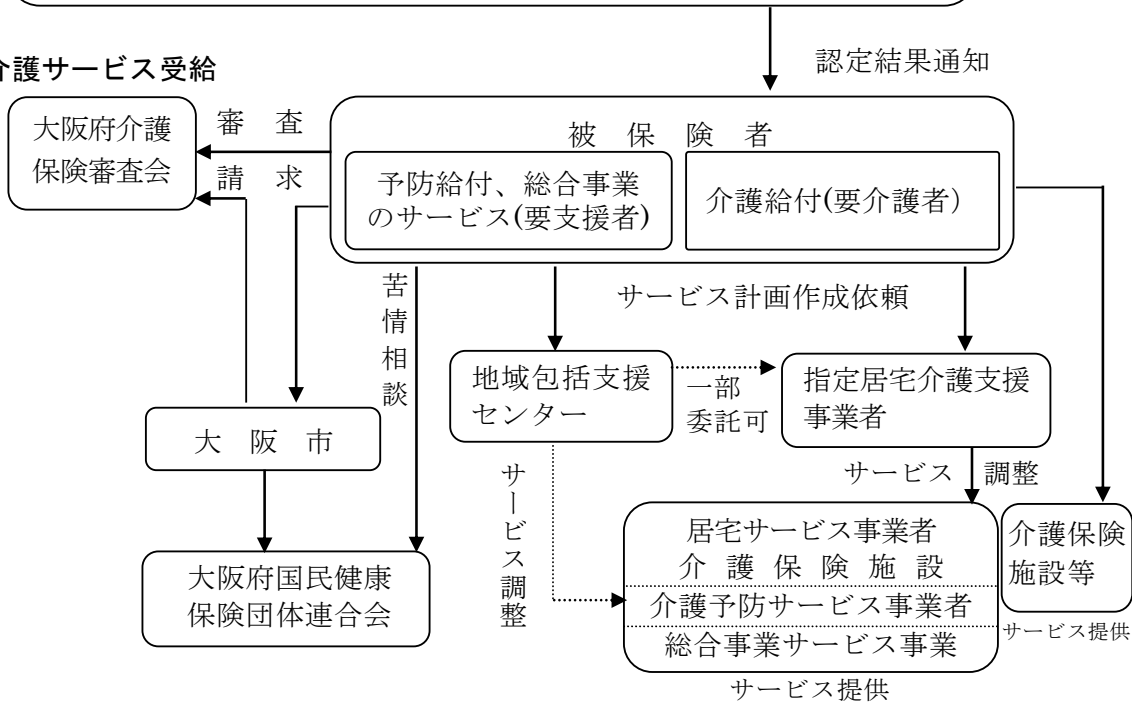 認定結果通知
介護サービス受給
大阪府介護
保険審査会
審査
請求
被保険者
予防給付、総合事業
のサービス(要支援者)
介護給付(要介護者)
苦情相談
サービス計画作成依頼
地域包括支援
センター
一部
委託可
指定居宅介護支援
事業者
大阪市
サービス調整
サービス 調整
居宅サービス事業者
介護保険施設
介護予防サービス事業者
総合事業サービス事業
サービス提供
介護保険
施設等
サービス提供
大阪府国民健康
保険団体連合会